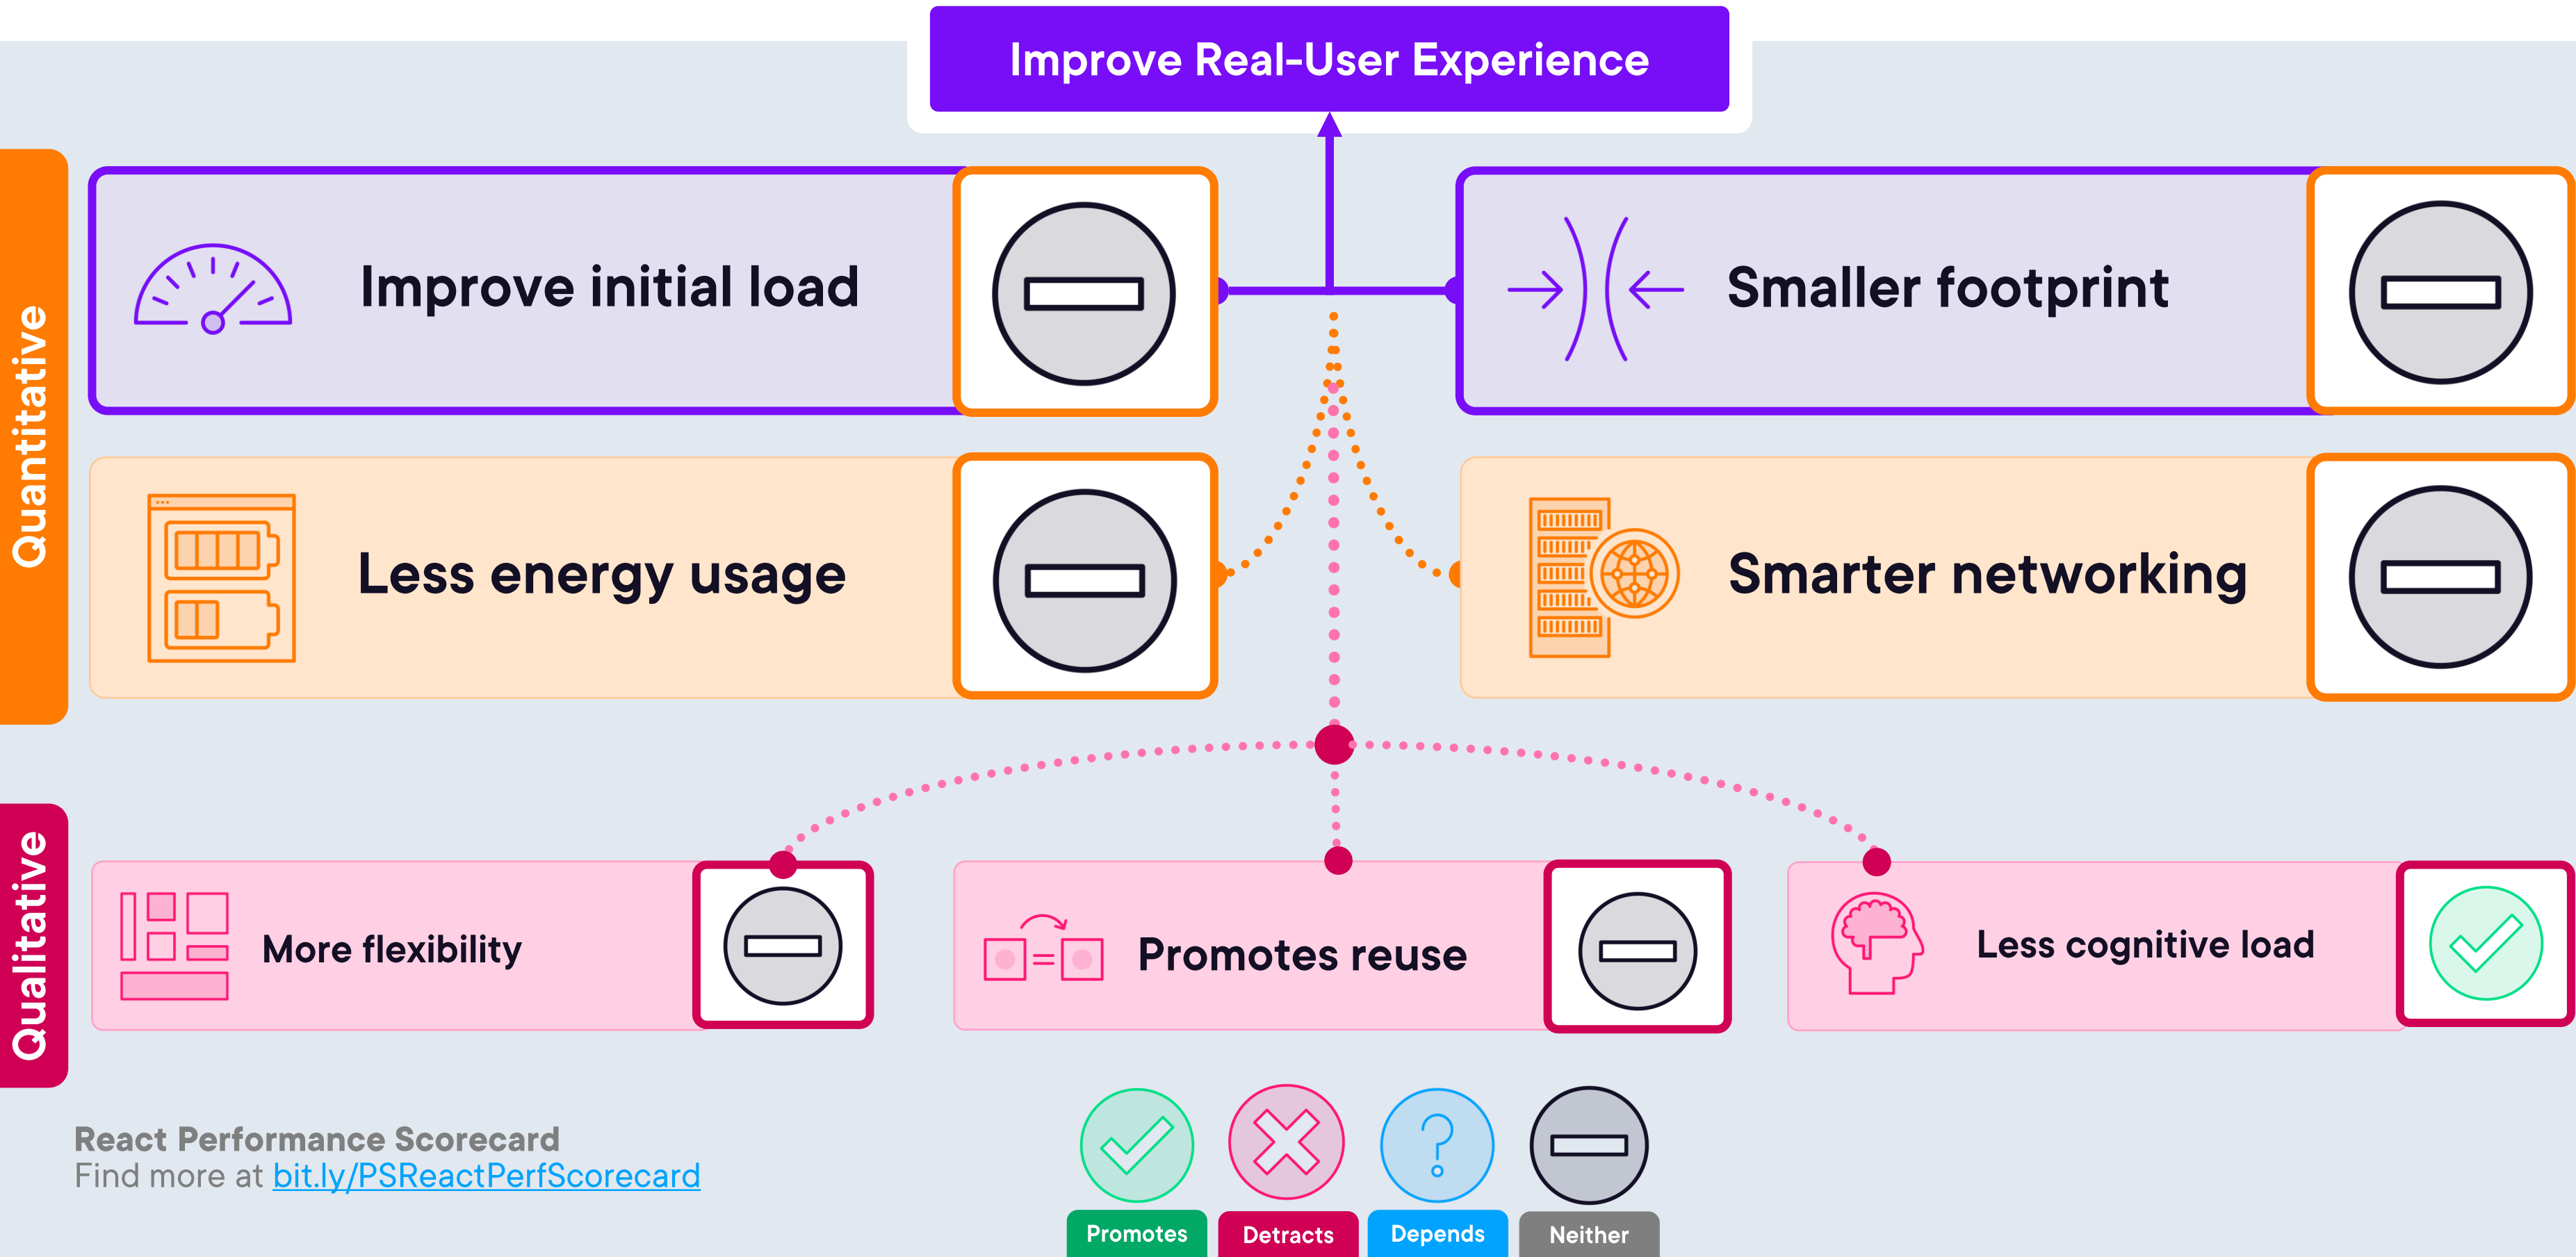 Improve Real-User Experience
Quantitative
Improve initial load
Smaller footprint
Less energy usage
Smarter networking
Qualitative
More flexibility
Promotes reuse
Less cognitive load
React Performance Scorecard
Find more at bit.ly/PSReactPerfScorecard
Promotes
Detracts
Depends
Neither